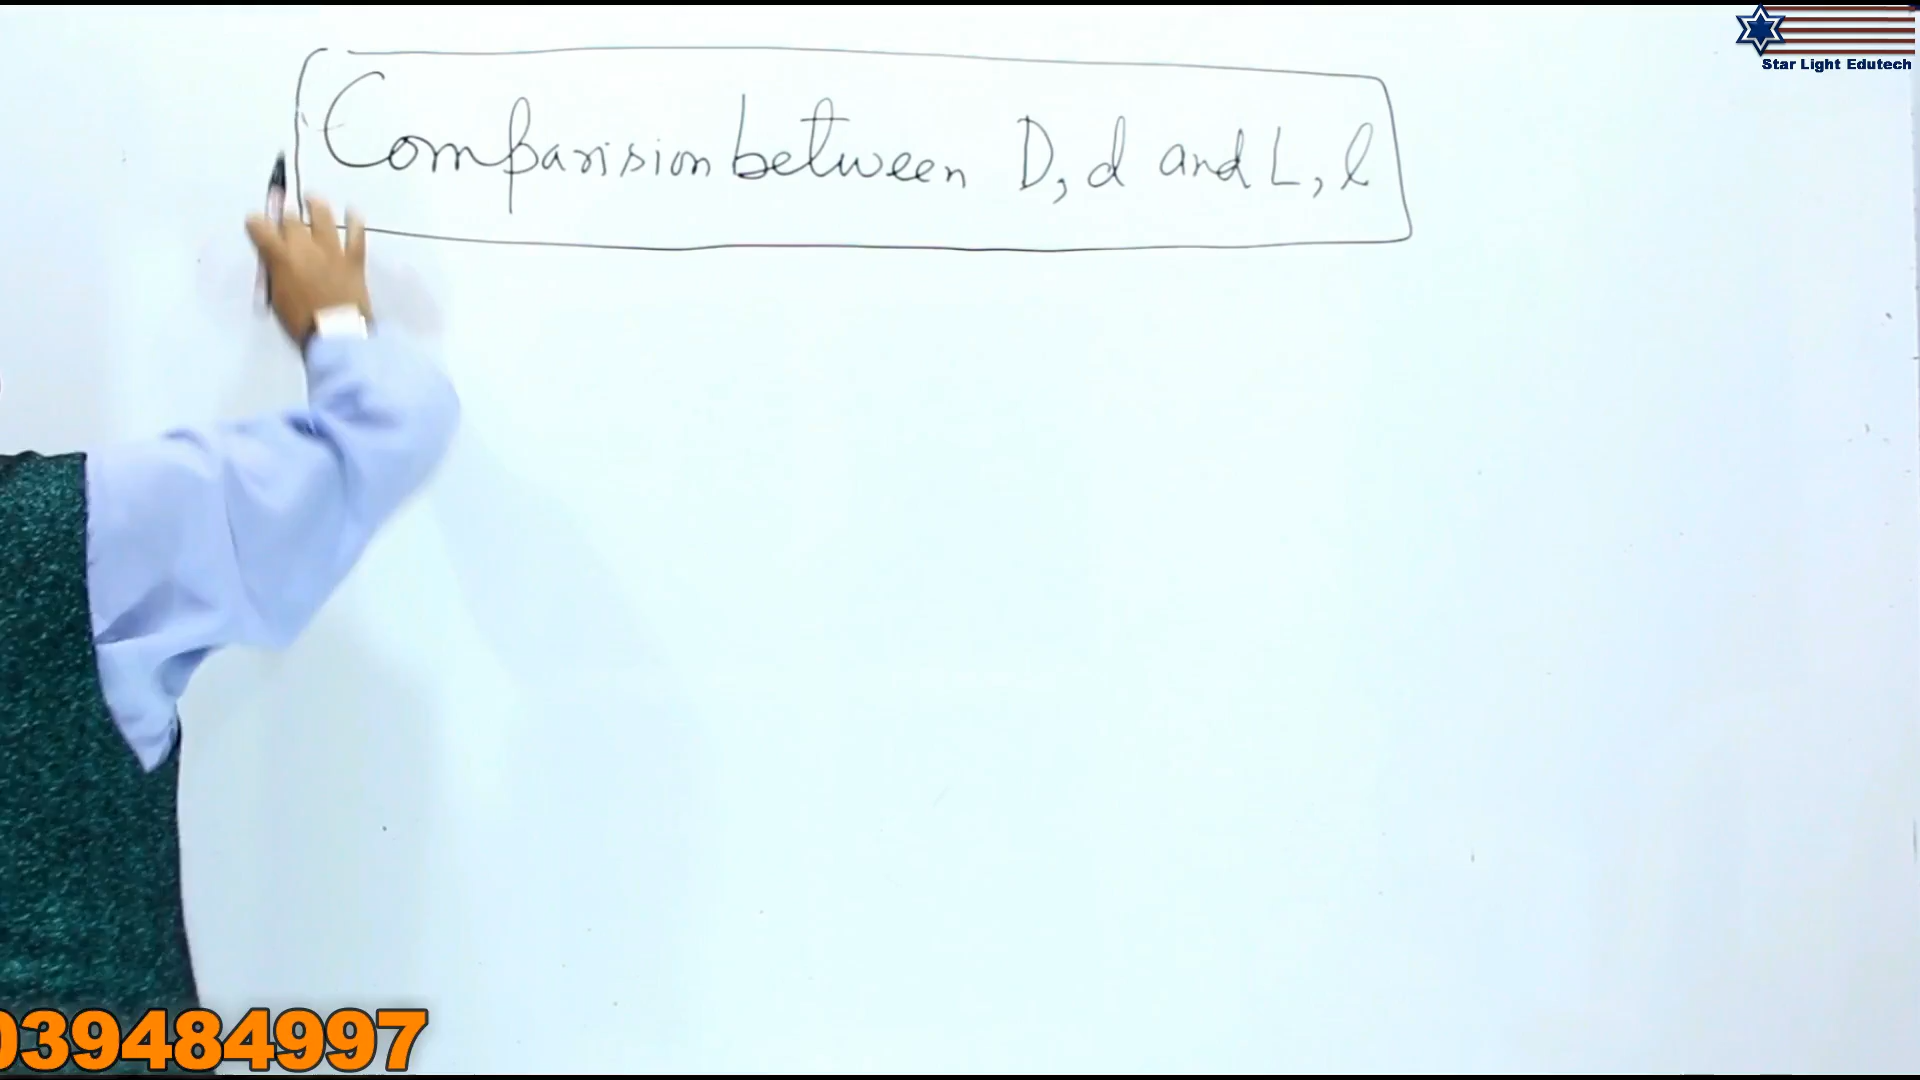 Star Light Edutech
Comparision between D, d and L, l
039484997